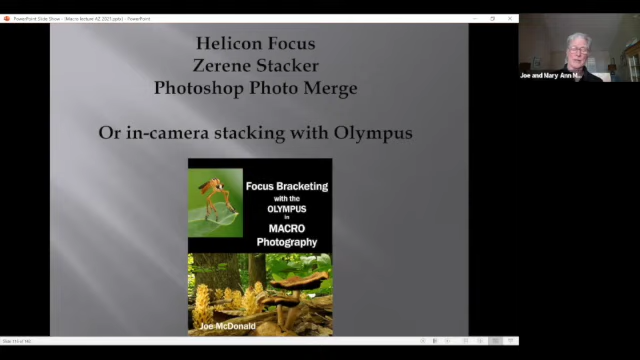 PowerPoint Slide Show - [Macro lecture AZ 2021.pptx] - PowerPoint
Helicon Focus
Zerene Stacker
Photoshop Photo Merge
Or in-camera stacking with Olympus
Focus Bracketing
with the
OLYMPUS
in
MACRO
Photography
Joe McDonald
Joe and Mary Ann M...